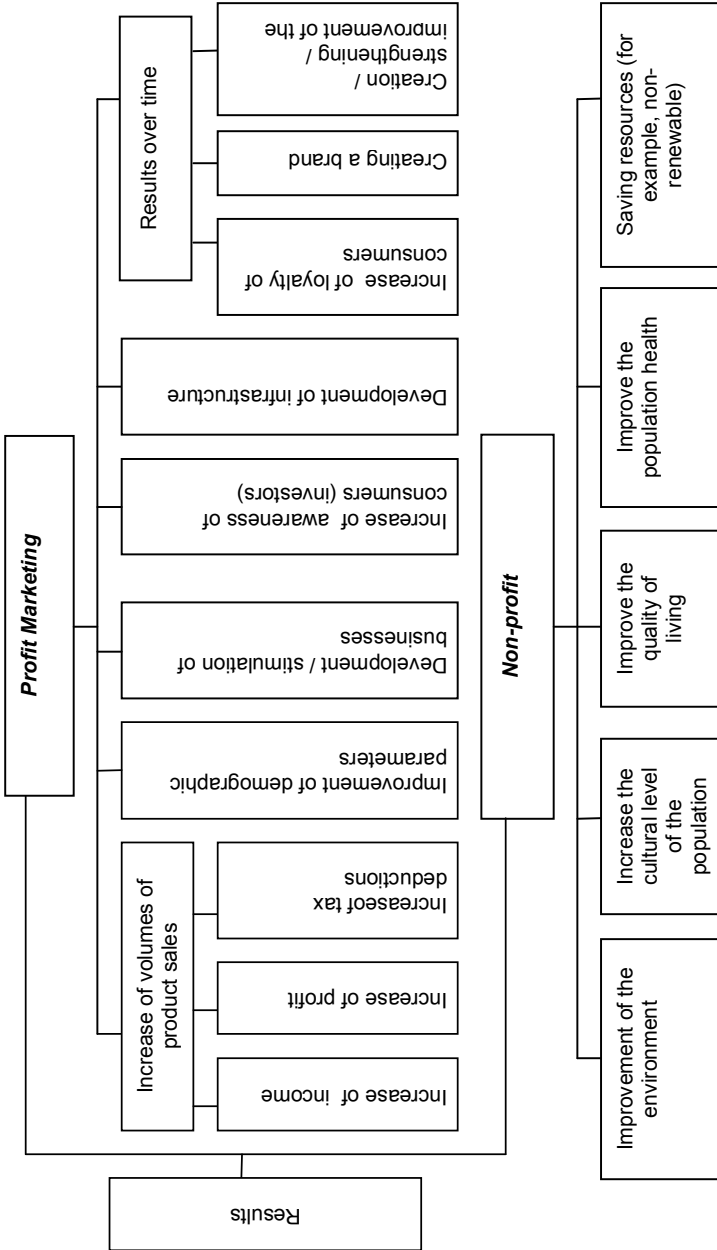 Results
Profit Marketing
Increase of volumes of
product sales
Increase of income
Increase of profit
Increaseof tax
deductions
Improvement of demographic
parameters
Development / stimulation of
businesses
Increase of awareness of
consumers (investors)
Development of infrastructure
Results over time
Increase of loyalty of
consumers
Creating a brand
Creation /
strengthening /
improvement of the
Non-profit
Improvement of the
environment
Increase the
cultural level
of the
population
Improve the
quality of
living
Improve the
population health
Saving resources (for
example, non-
renewable)